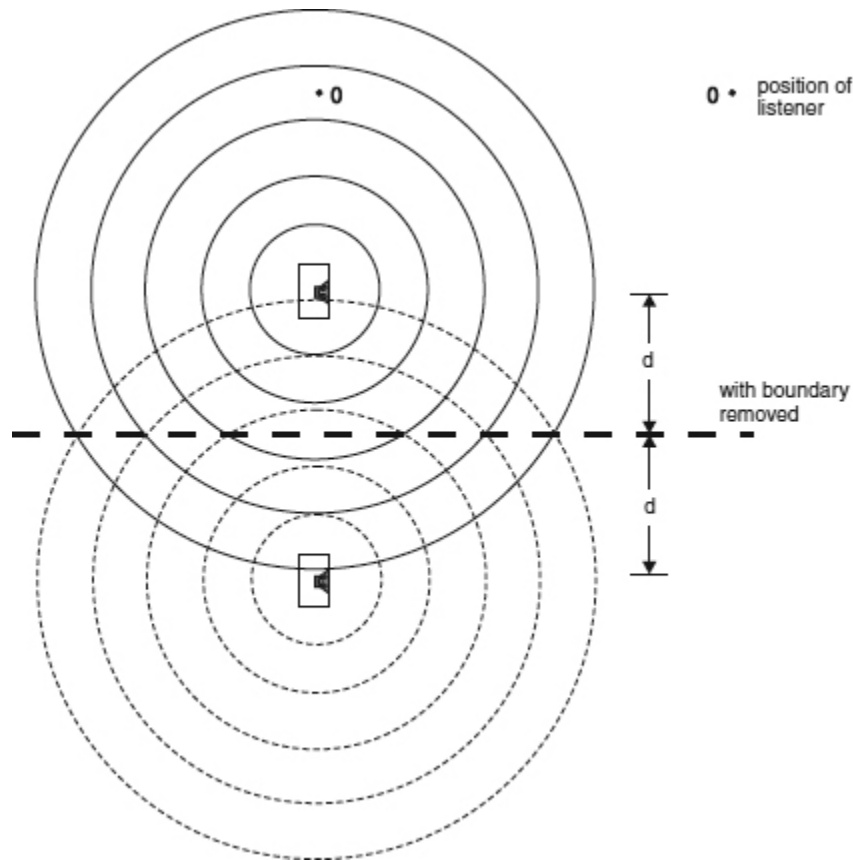 0
0 position of
listener
d
with boundary
removed
d